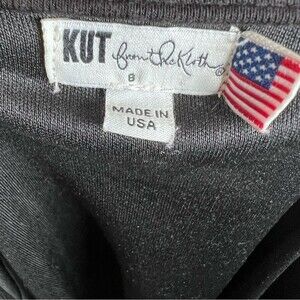 KUT from the Kloth®
8
MADE IN
USA